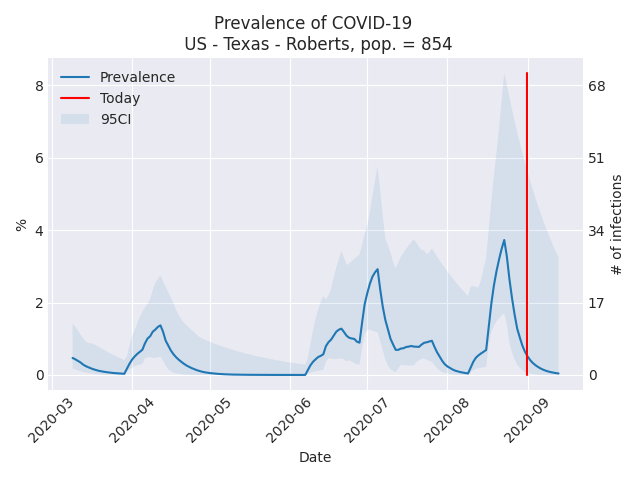 Prevalence of COVID-19
US - Texas - Roberts, pop. = 854
Prevalence
Today
95CI
8
6
4
2
0
%
68
51
34
17
0
# of infections
2020-03
2020-04
2020-05
2020-06
2020-07
2020-08
2020-09
Date